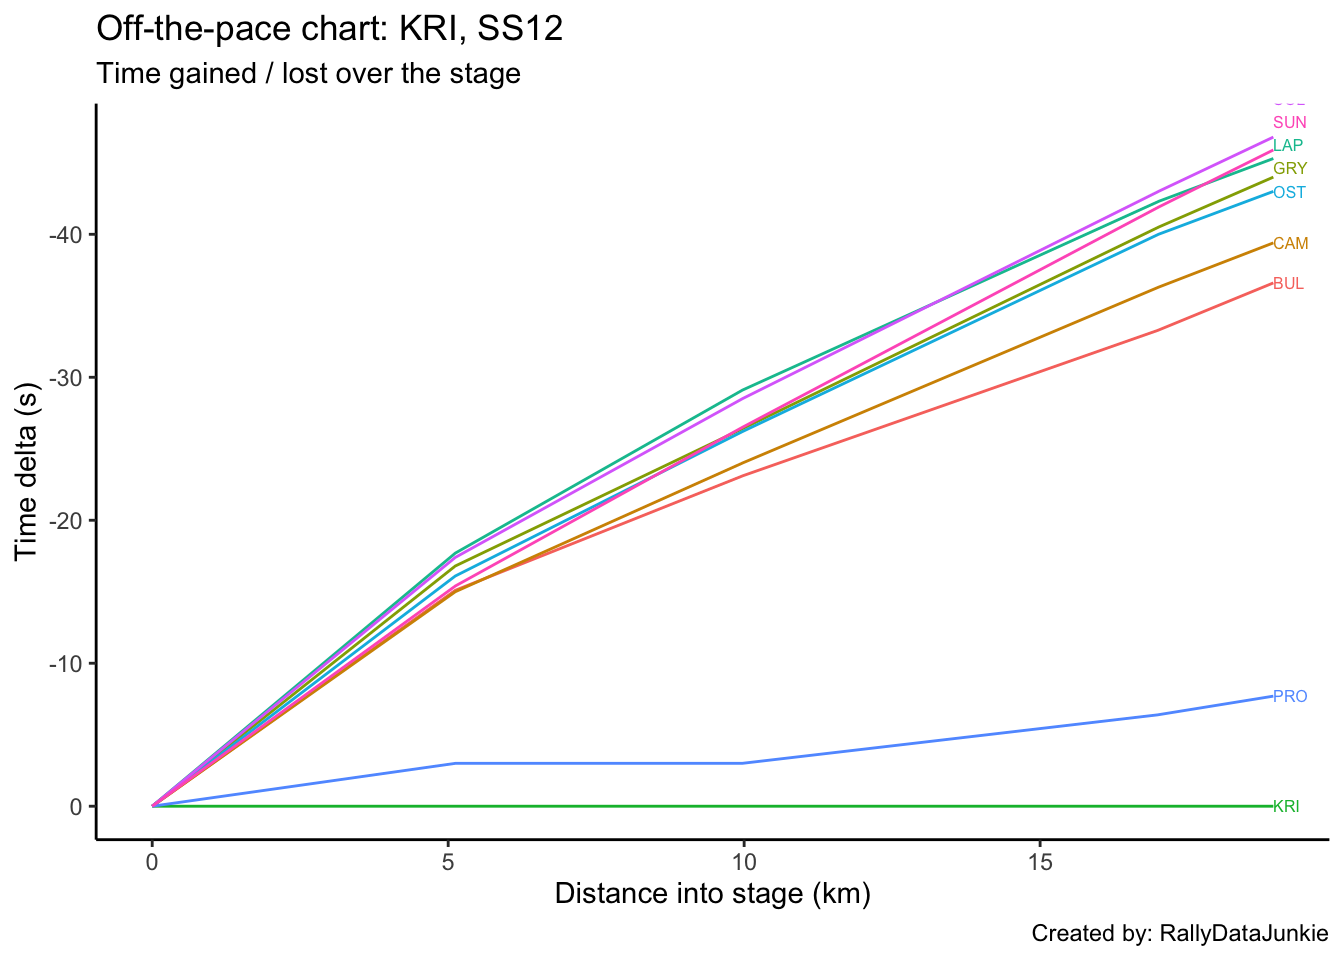 Off-the-pace chart: KRI, SS12
Time gained / lost over the stage
SUN
LAP
GRY
OST
CAM
BUL
PRO
KRI
-40
-30
-20
-10
0
Time delta (s)
0 5 10 15
Distance into stage (km)
Created by: RallyDataJunkie